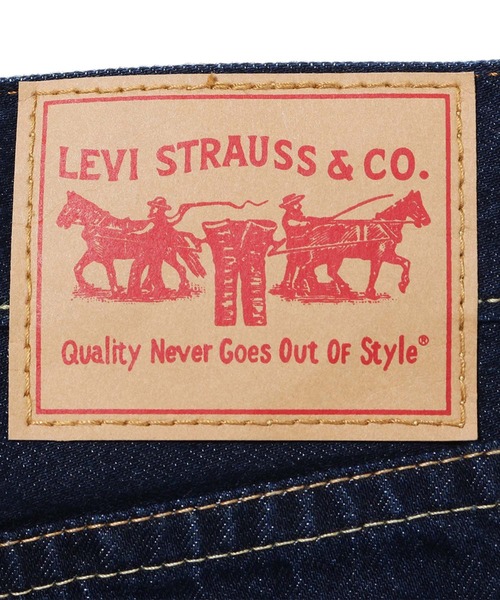 LEVI STRAUSS & CO.
Quality Never Goes Out Of Style®